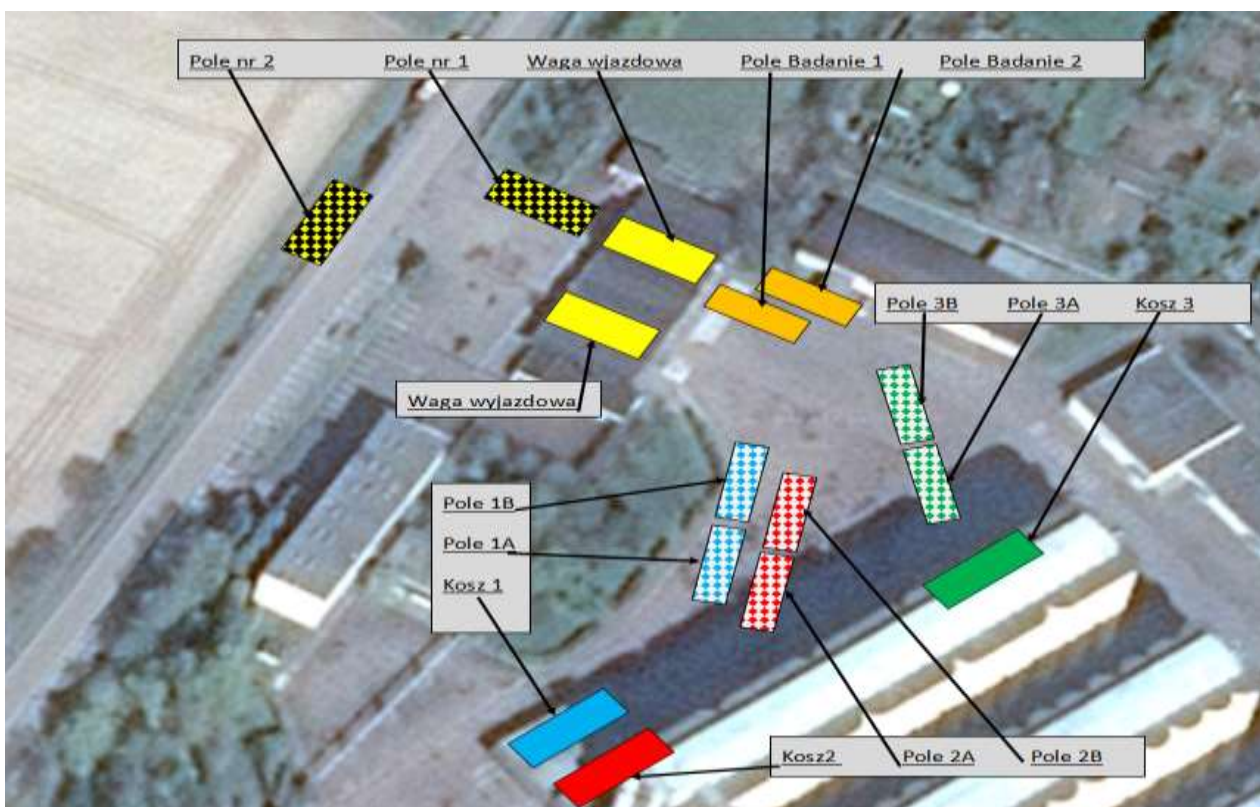 Pole nr 2 Pole nr 1 Waga wjazdowa Pole Badanie 1 Pole Badanie 2
Pole 3B Pole 3A Kosz 3
Waga wyjazdowa
Pole 1B
Pole 1A
Kosz 1
Kosz2 Pole 2A Pole 2B